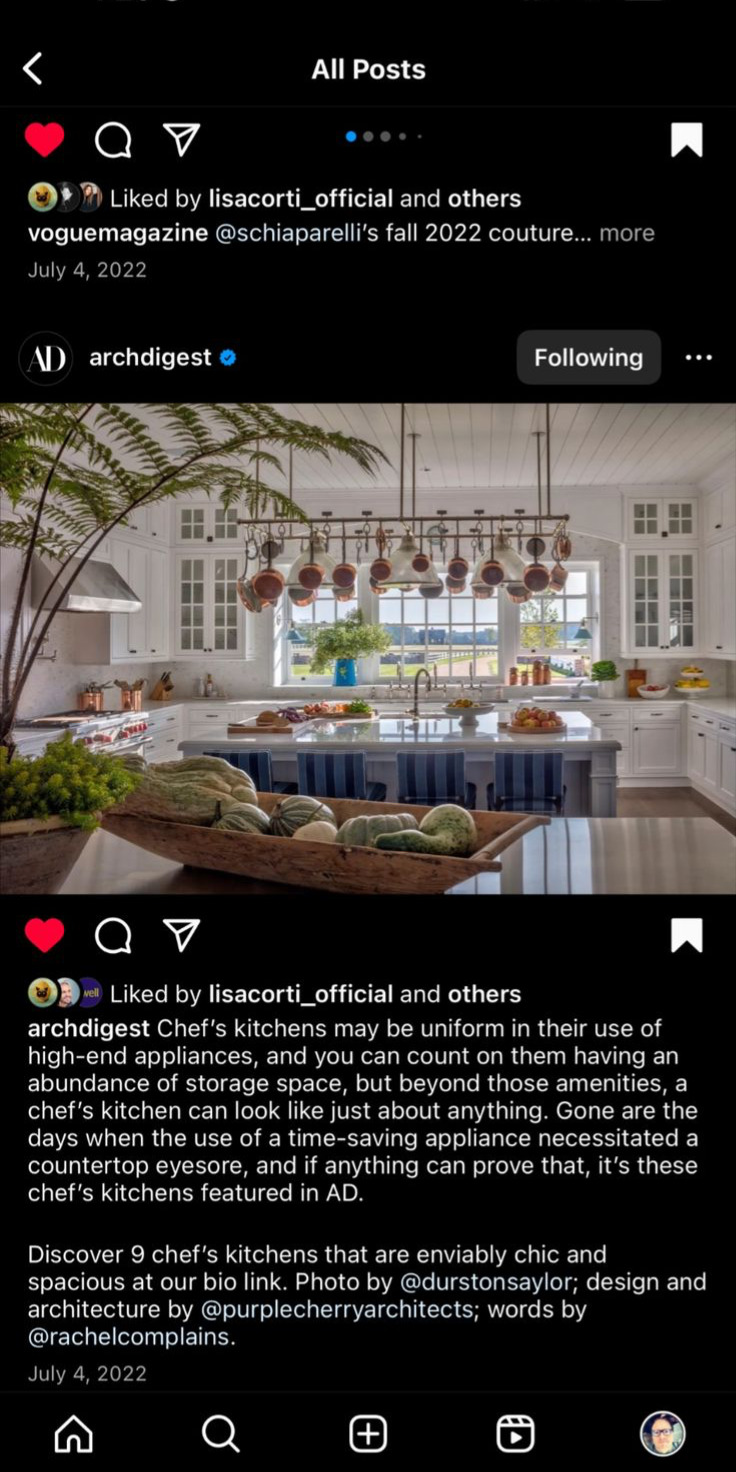 All Posts
Liked by lisacorti_official and others
voguemagazine @schiaparelli's fall 2022 couture... more
July 4, 2022
AD archdigest Following
well Liked by lisacorti_official and others
archdigest Chef's kitchens may be uniform in their use of
high-end appliances, and you can count on them having an
abundance of storage space, but beyond those amenities, a
chef's kitchen can look like just about anything. Gone are the
days when the use of a time-saving appliance necessitated a
countertop eyesore, and if anything can prove that, it's these
chef's kitchens featured in AD.
Discover 9 chef's kitchens that are enviably chic and
spacious at our bio link. Photo by @durstonsaylor; design and
architecture by @purplecherryarchitects; words by
@rachelcomplains.
July 4, 2022